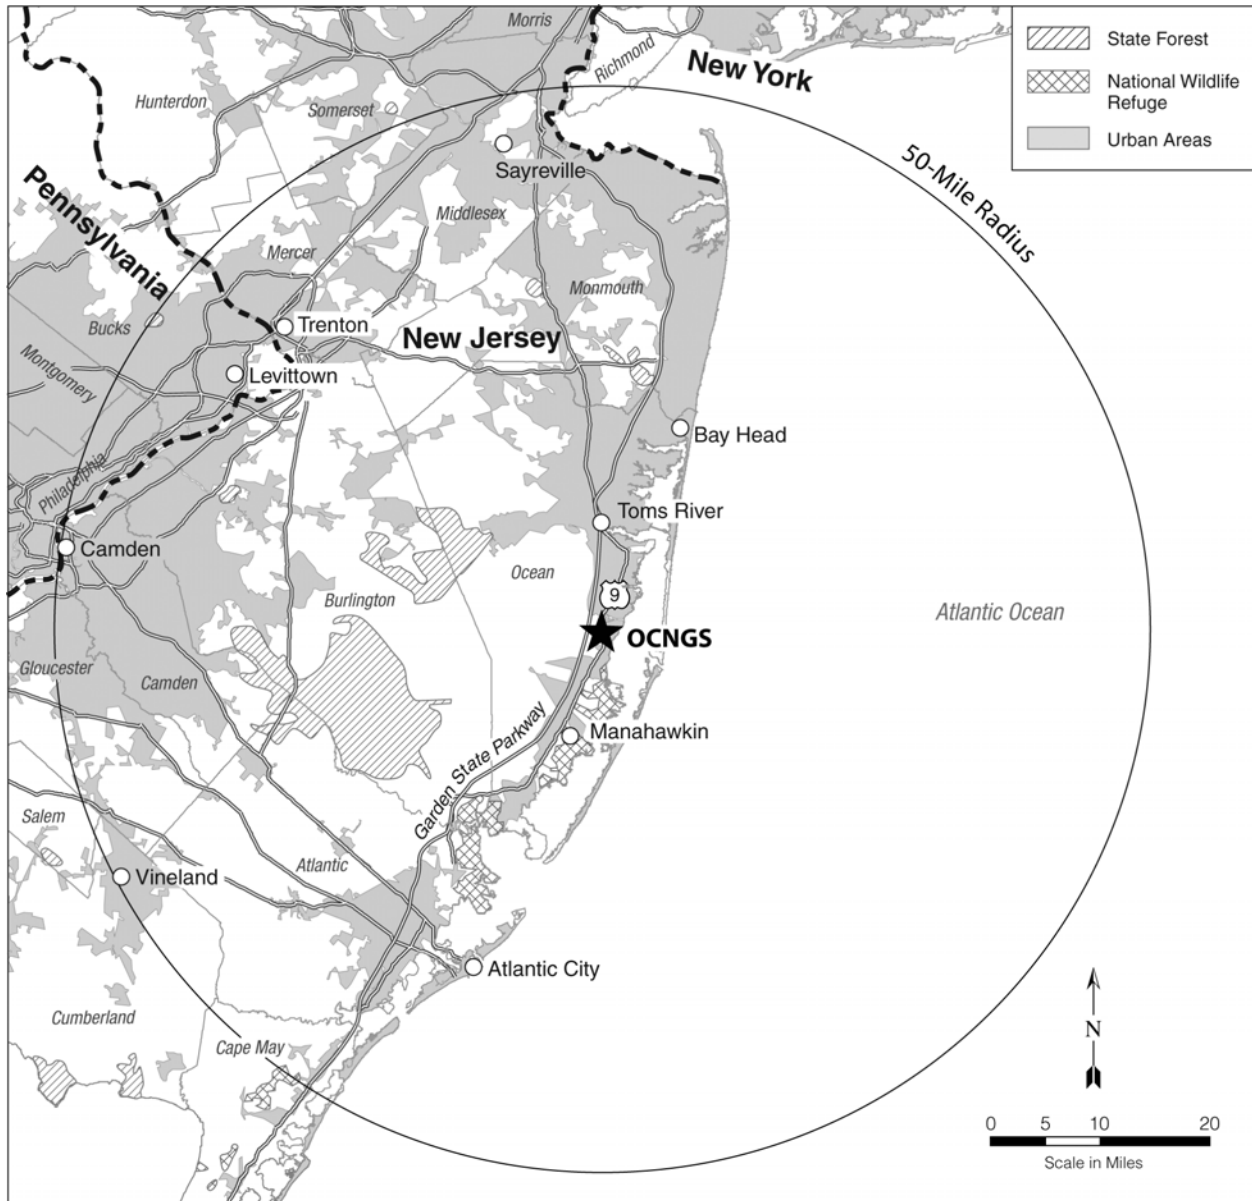 Morris
Richmond
New York
State Forest
National Wildlife
Refuge
Urban Areas
Hunterdon
Somerset
50-Mile Radius
Sayreville
Pennsylvania
Middlesex
Mercer
Monmouth
Bucks
Trenton
New Jersey
Montgomery
Levittown
Bay Head
Philadelphia
Toms River
Camden
Ocean
9
Burlington
Atlantic Ocean
OCNGS
Gloucester
Camden
Garden State Parkway
Manahawkin
Salem
Atlantic
Vineland
Atlantic City
Cumberland
Cape May
N
0 5 10 20
Scale in Miles